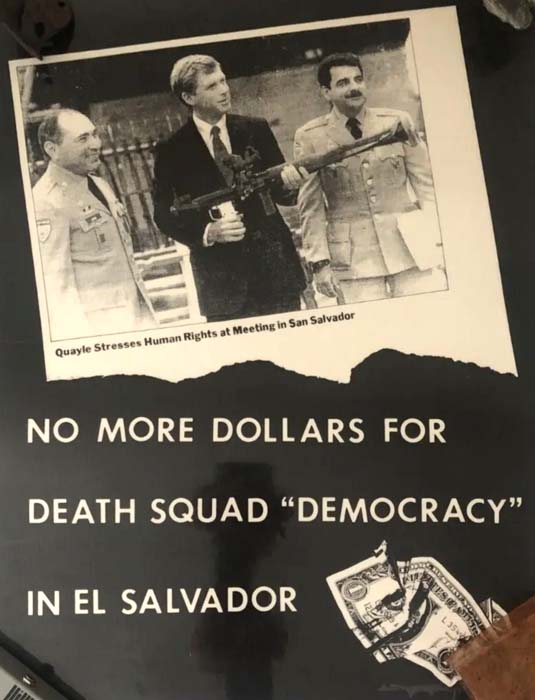 Quayle Stresses Human Rights at Meeting in San Salvador
NO MORE DOLLARS FOR
DEATH SQUAD “DEMOCRACY”
IN EL SALVADOR